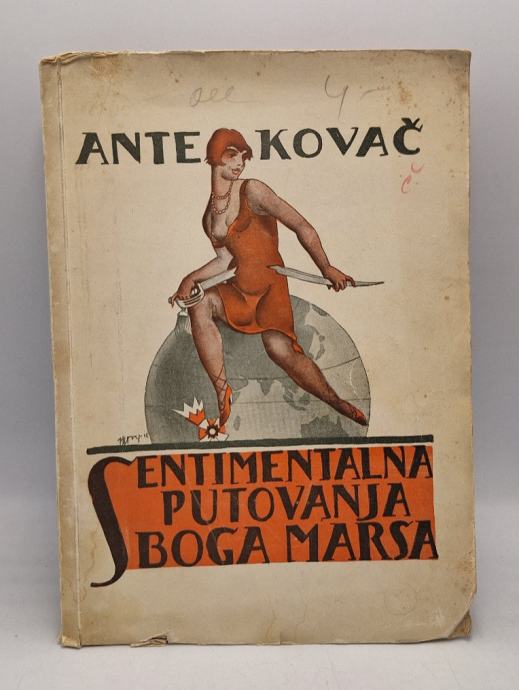 ANTE KOVAČ
č.
SENTIMENTALNA
PUTOVANJA
BOGA MARSA